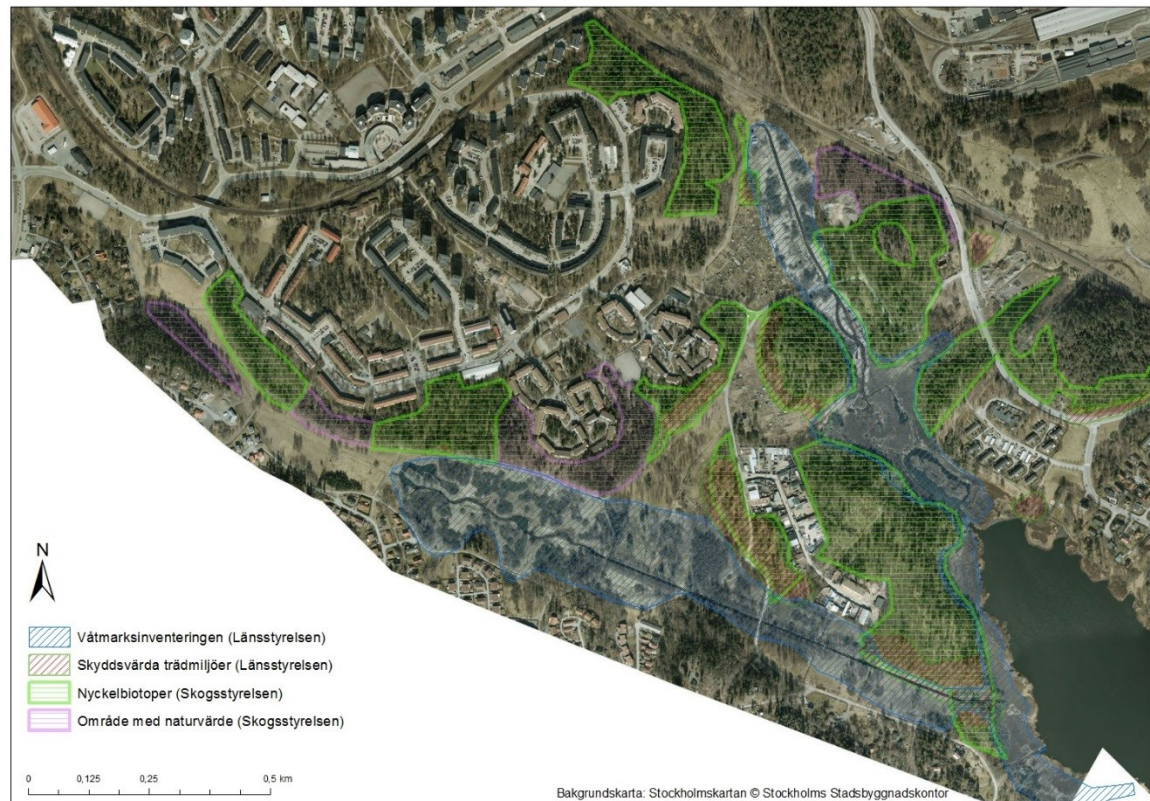 N
Våtmarksinventeringen (Länsstyrelsen)
Skyddsvärda trädmiljöer (Länsstyrelsen)
Nyckelbiotoper (Skogsstyrelsen)
Område med naturvärde (Skogsstyrelsen)
0 0,125 0,25 0,5 km
Bakgrundskarta: Stockholmskartan © Stockholms Stadsbyggnadskontor